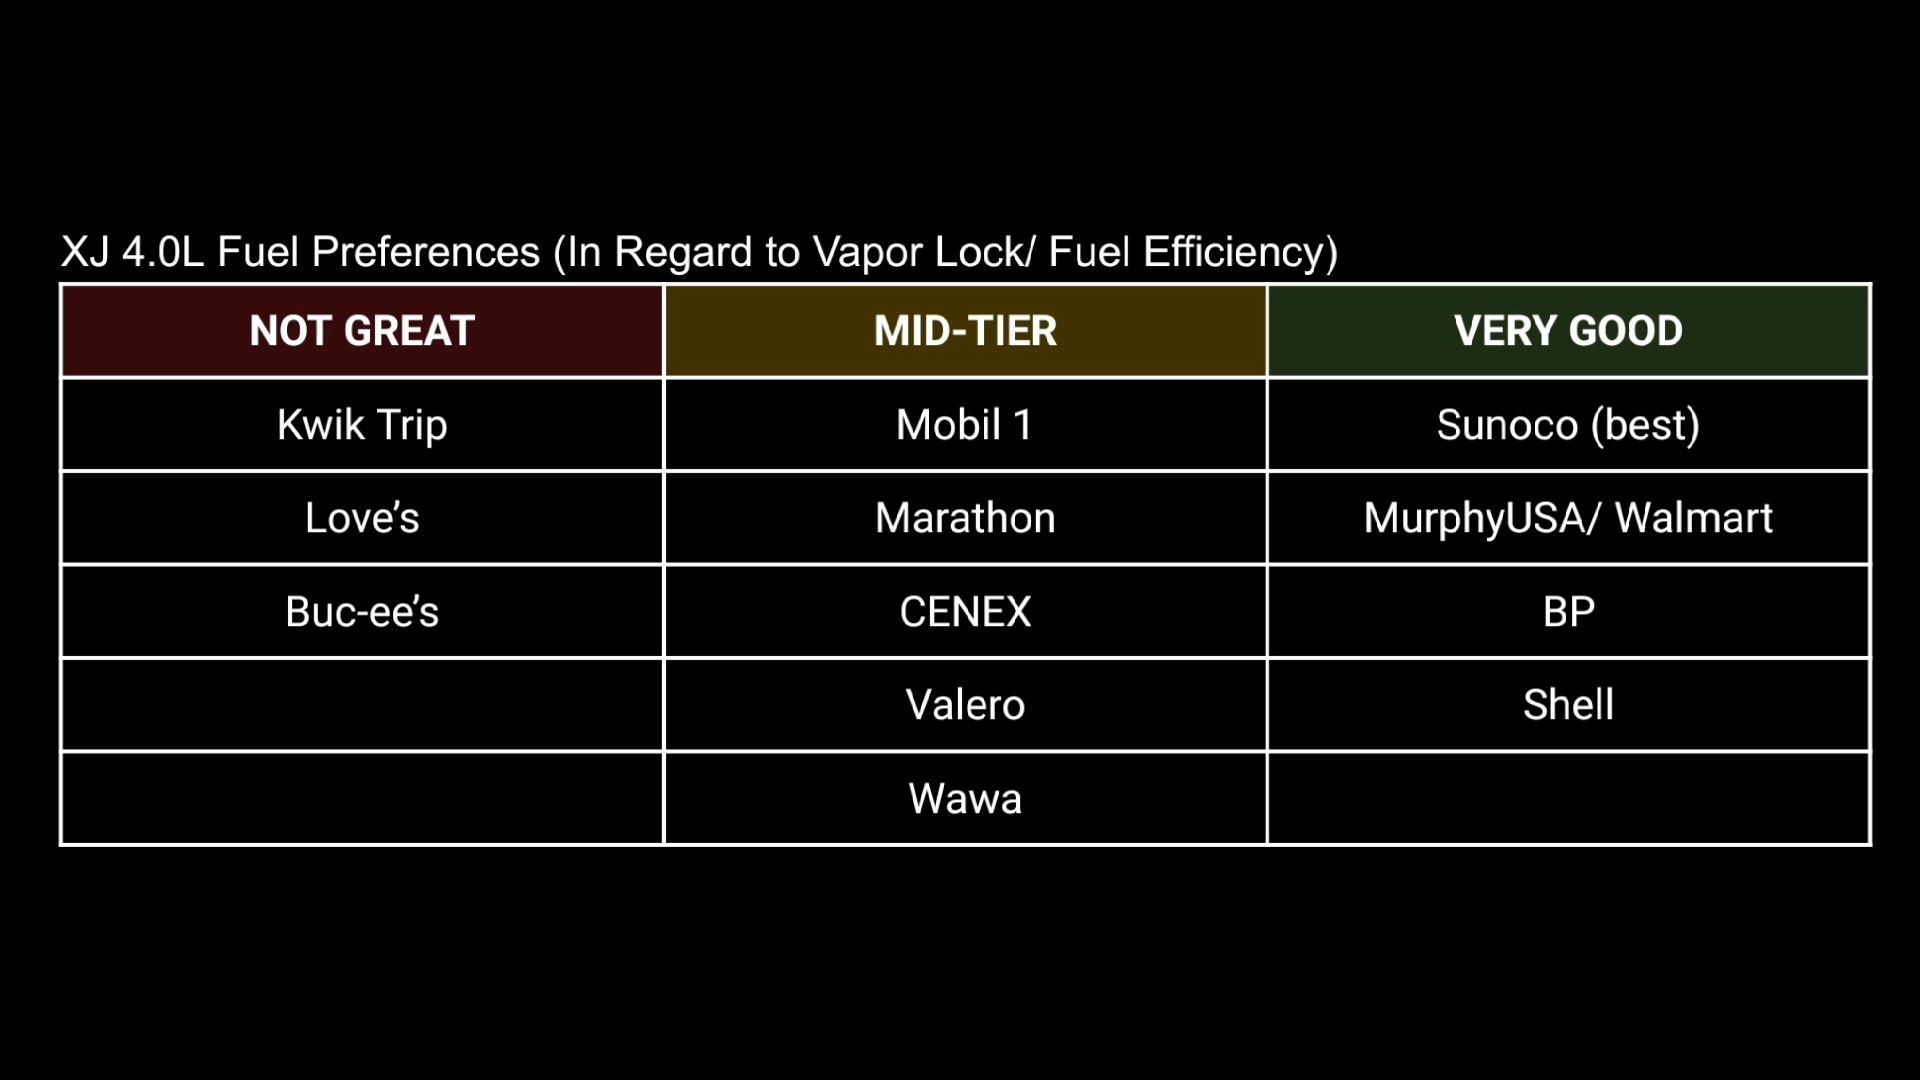 XJ 4.0L Fuel Preferences (In Regard to Vapor Lock/ Fuel Efficiency)
NOT GREAT MID-TIER VERY GOOD
Kwik Trip Mobil 1 Sunoco (best)
Love’s Marathon MurphyUSA/ Walmart
Buc-ee’s CENEX BP
Valero Shell
Wawa